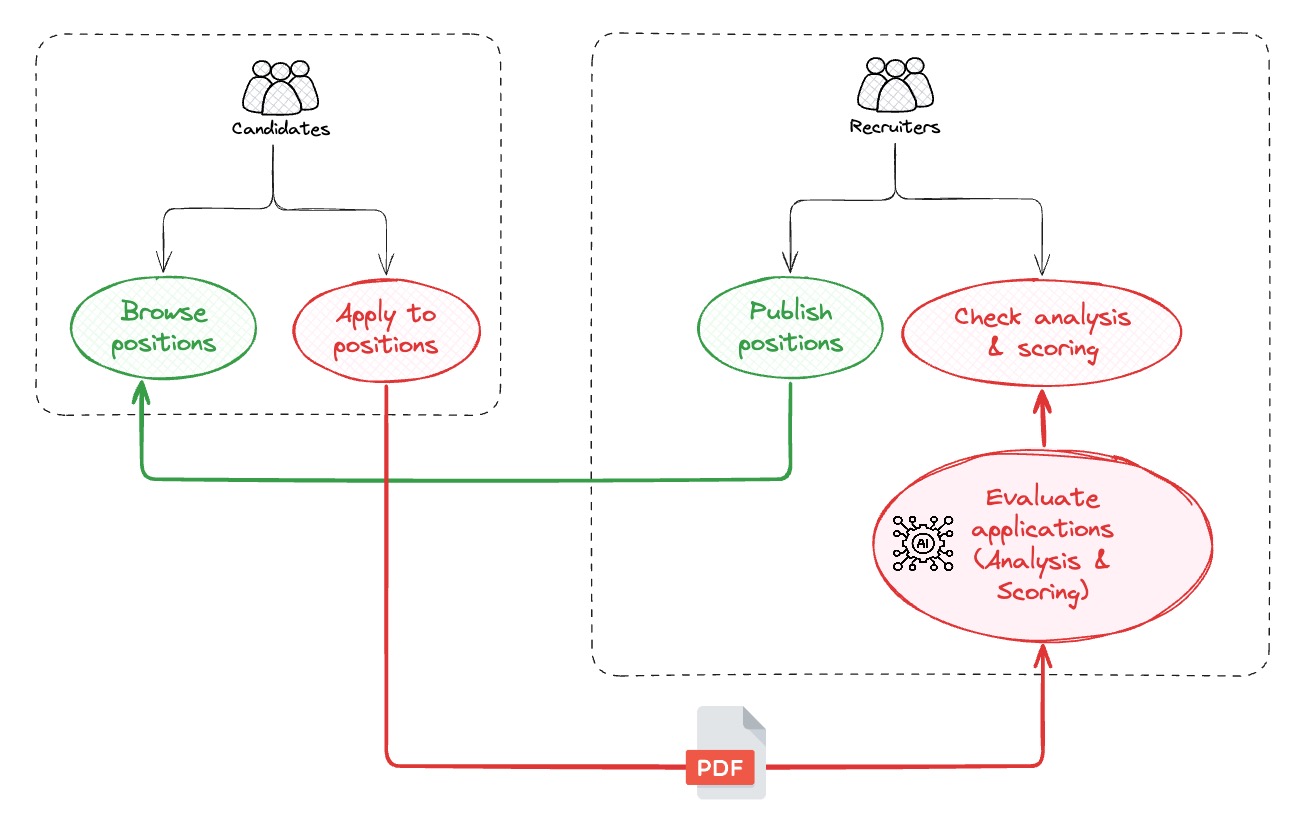 Candidates
Recruiters
Browse
positions
Apply to
positions
Publish
positions
Check analysis
& scoring
Evaluate
applications
(Analysis &
Scoring)
AI
PDF